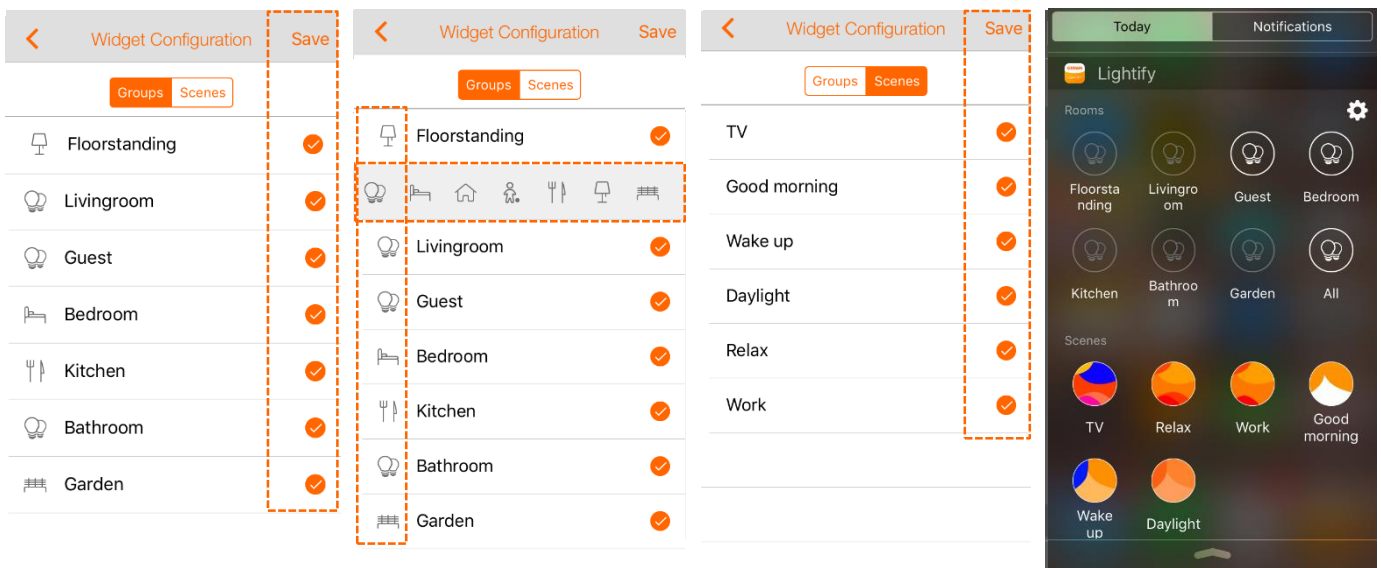 Widget Configuration Save
Groups Scenes
Floorstanding
Livingroom
Guest
Bedroom
Kitchen
Bathroom
Garden
Widget Configuration Save
Groups Scenes
Floorstanding
Livingroom
Guest
Bedroom
Kitchen
Bathroom
Garden
Widget Configuration Save
Groups Scenes
TV
Good morning
Wake up
Daylight
Relax
Work
Today Notifications
Lightify
Rooms
Floorsta Livingro Guest Bedroom
nding om
Kitchen Bathroo Garden All
m
Scenes
TV Relax Work Good
morning
Wake Daylight
up